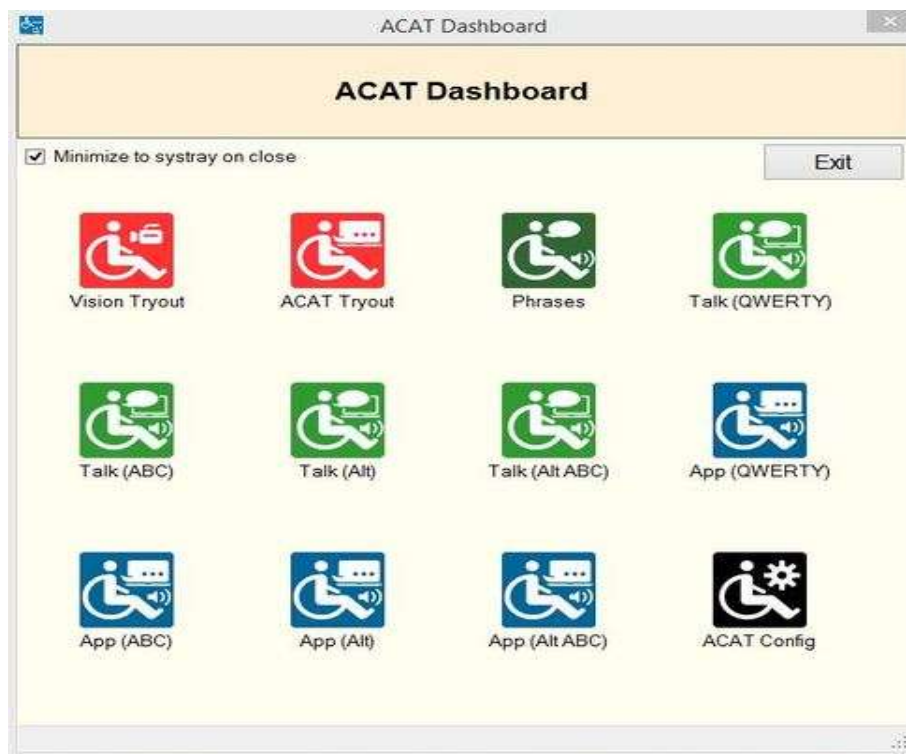 ACAT Dashboard
ACAT Dashboard
Minimize to systray on close
Exit
Vision Tryout
ACAT Tryout
Phrases
Talk (QWERTY)
Talk (ABC)
Talk (Alt)
Talk (Alt ABC)
App (QWERTY)
App (ABC)
App (Alt)
App (Alt ABC)
ACAT Config